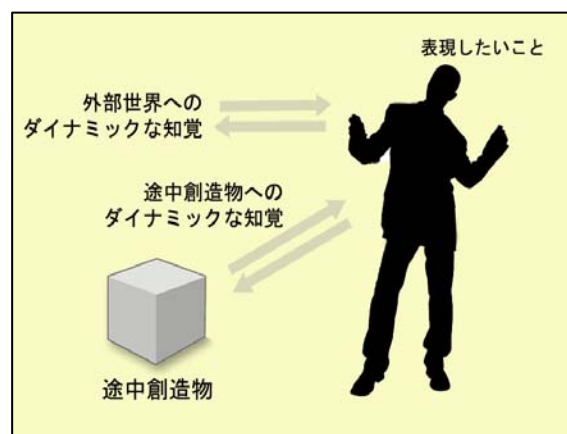 表現したいこと
外部世界への
ダイナミックな知覚
途中創造物への
ダイナミックな知覚
途中創造物